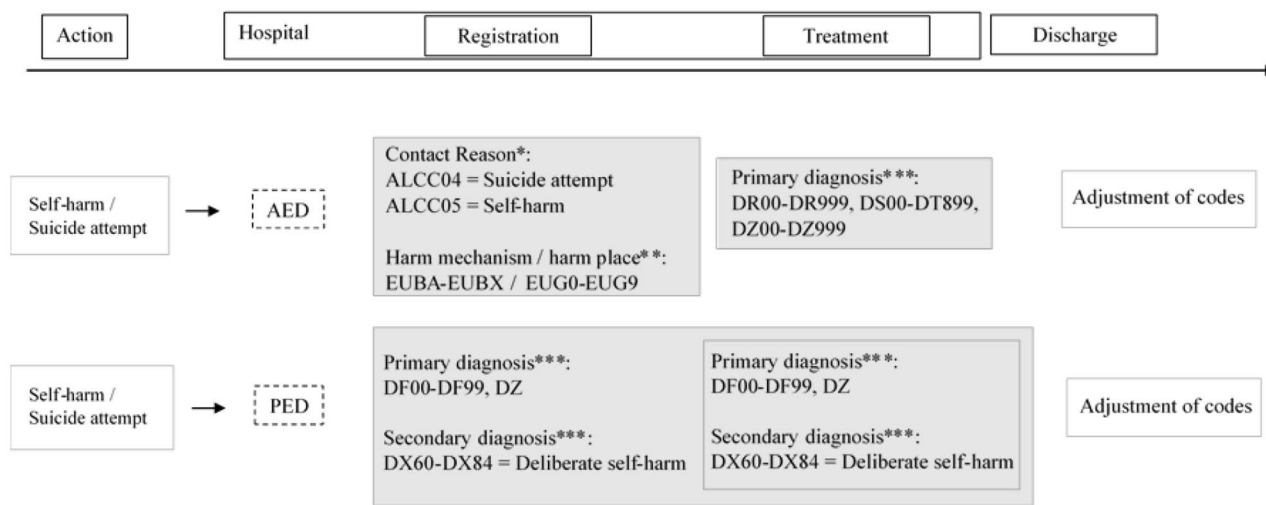 Action
Hospital
Registration
Treatment
Discharge
Self-harm /
Suicide attempt
AED
Contact Reason*:
ALCC04 = Suicide attempt
ALCC05 = Self-harm
Harm mechanism / harm place**:
EUBA-EUBX / EUG0-EUG9
Primary diagnosis***:
DR00-DR999, DS00-DT899,
DZ00-DZ999
Adjustment of codes
Self-harm /
Suicide attempt
PED
Primary diagnosis***:
DF00-DF99, DZ
Secondary diagnosis***:
DX60-DX84 = Deliberate self-harm
Primary diagnosis***:
DF00-DF99, DZ
Secondary diagnosis***:
DX60-DX84 = Deliberate self-harm
Adjustment of codes